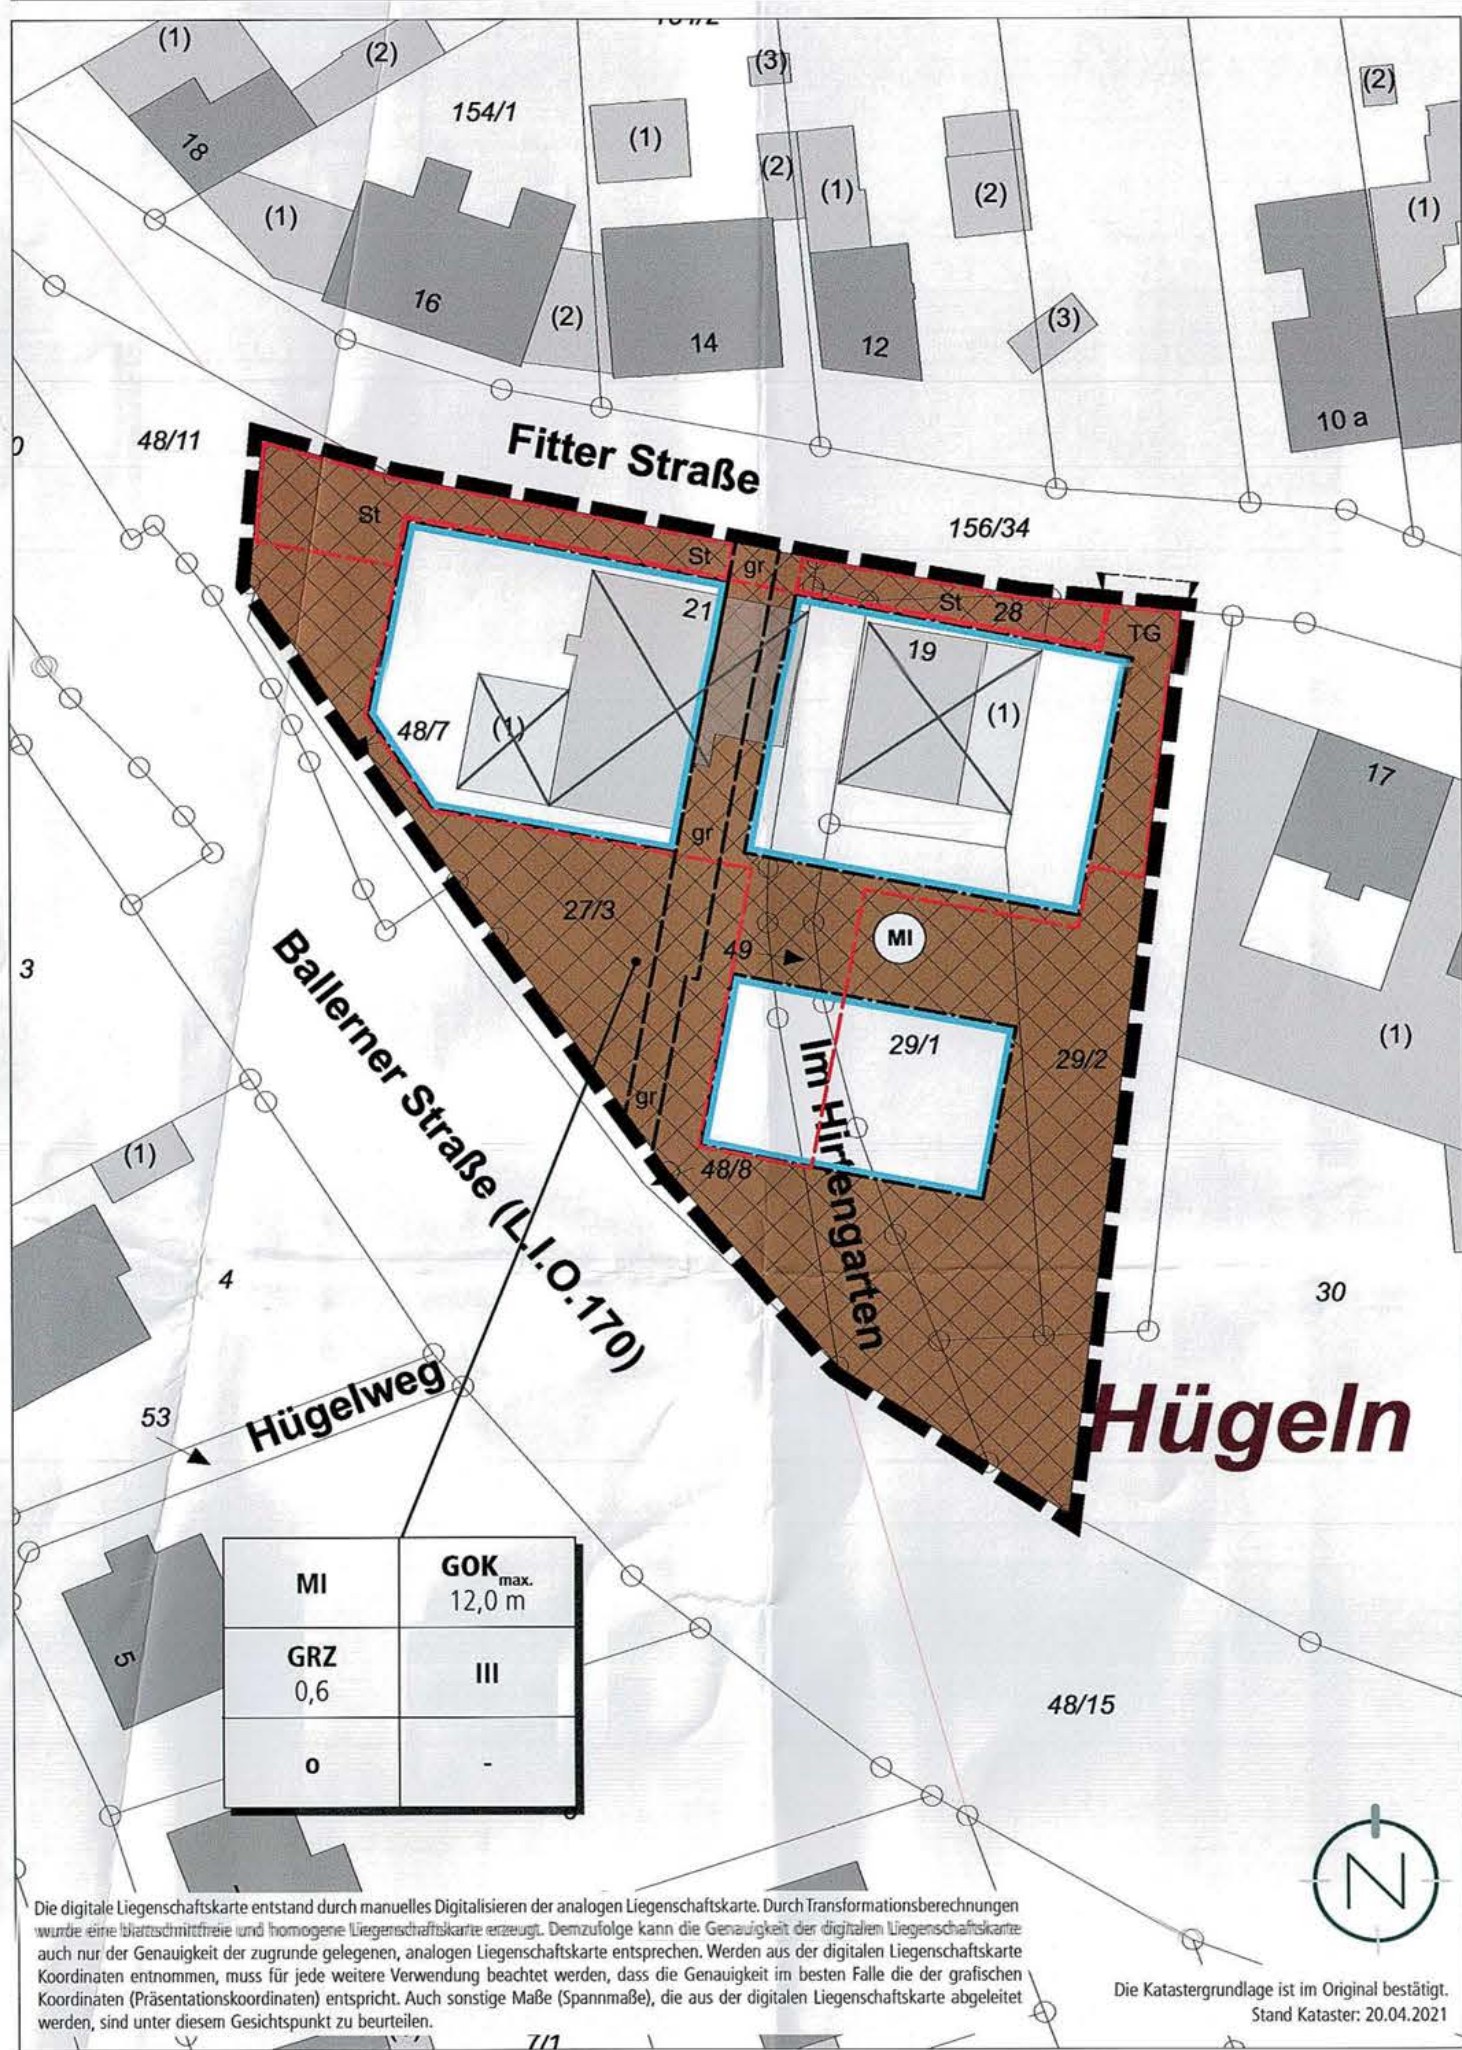 (1)
(2)
(3)
(2)
154/1
(1)
18
(2)
(1)
(2)
(1)
(1)
16
(2)
14
12
(3)
10 a
48/11
Fitter Straße
156/34
St
St
gr
St
28
TG
21
19
(1)
48/7
(1)
17
gr
27/3
49
MI
3
Ballerner Straße (L.I.O.170)
Im Hirtengarten
29/1
29/2
(1)
gr
48/8
(1)
4
30
Hügelweg
53
Hügeln
MI
GOK max.
12,0 m
GRZ
0,6
III
o
-
5
48/15
N
Die digitale Liegenschaftskarte entstand durch manuelles Digitalisieren der analogen Liegenschaftskarte. Durch Transformationsberechnungen
wurde eine blattschnittfreie und homogene Liegenschaftskarte erzeugt. Demzufolge kann die Genauigkeit der digitalen Liegenschaftskarte
auch nur der Genauigkeit der zugrunde gelegenen, analogen Liegenschaftskarte entsprechen. Werden aus der digitalen Liegenschaftskarte
Koordinaten entnommen, muss für jede weitere Verwendung beachtet werden, dass die Genauigkeit im besten Falle die der grafischen
Koordinaten (Präsentationskoordinaten) entspricht. Auch sonstige Maße (Spannmaße), die aus der digitalen Liegenschaftskarte abgeleitet
werden, sind unter diesem Gesichtspunkt zu beurteilen.
Die Katastergrundlage ist im Original bestätigt.
Stand Kataster: 20.04.2021
7/1